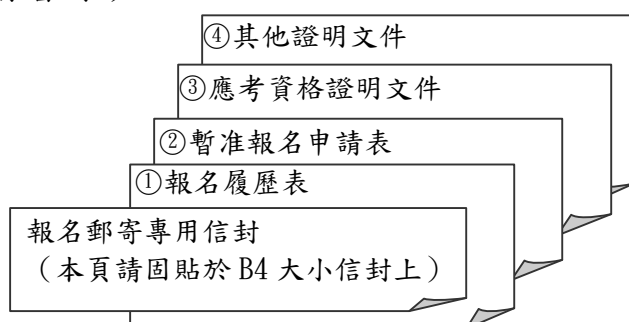 ④其他證明文件
③應考資格證明文件
②暫准報名申請表
①報名履歷表
報名郵寄專用信封
（本頁請固貼於 B4 大小信封上）